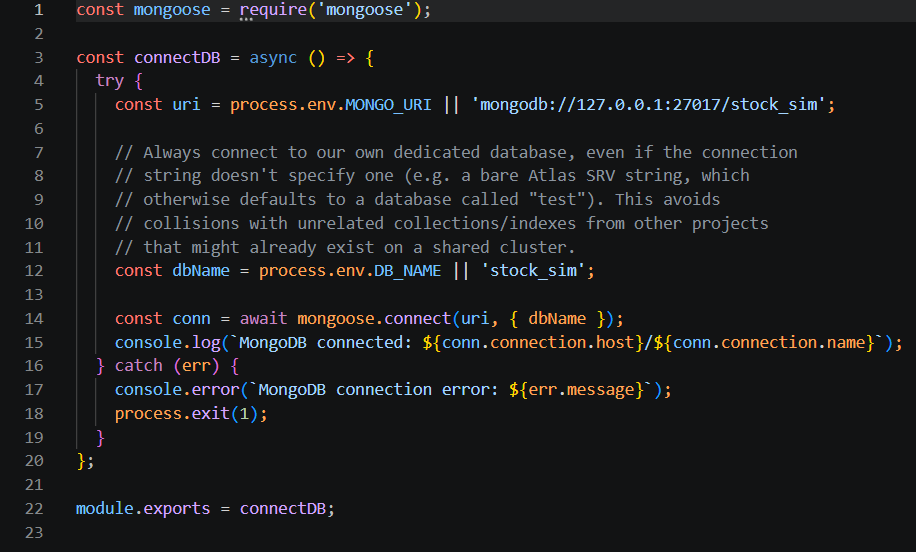 1 const mongoose = require('mongoose');
2
3 const connectDB = async () => {
4 try {
5 const uri = process.env.MONGO_URI || 'mongodb://127.0.0.1:27017/stock_sim';
6
7 // Always connect to our own dedicated database, even if the connection
8 // string doesn't specify one (e.g. a bare Atlas SRV string, which
9 // otherwise defaults to a database called "test"). This avoids
10 // collisions with unrelated collections/indexes from other projects
11 // that might already exist on a shared cluster.
12 const dbName = process.env.DB_NAME || 'stock_sim';
13
14 const conn = await mongoose.connect(uri, { dbName });
15 console.log(`MongoDB connected: ${conn.connection.host}/${conn.connection.name}`);
16 } catch (err) {
17 console.error(`MongoDB connection error: ${err.message}`);
18 process.exit(1);
19 }
20 };
21
22 module.exports = connectDB;
23